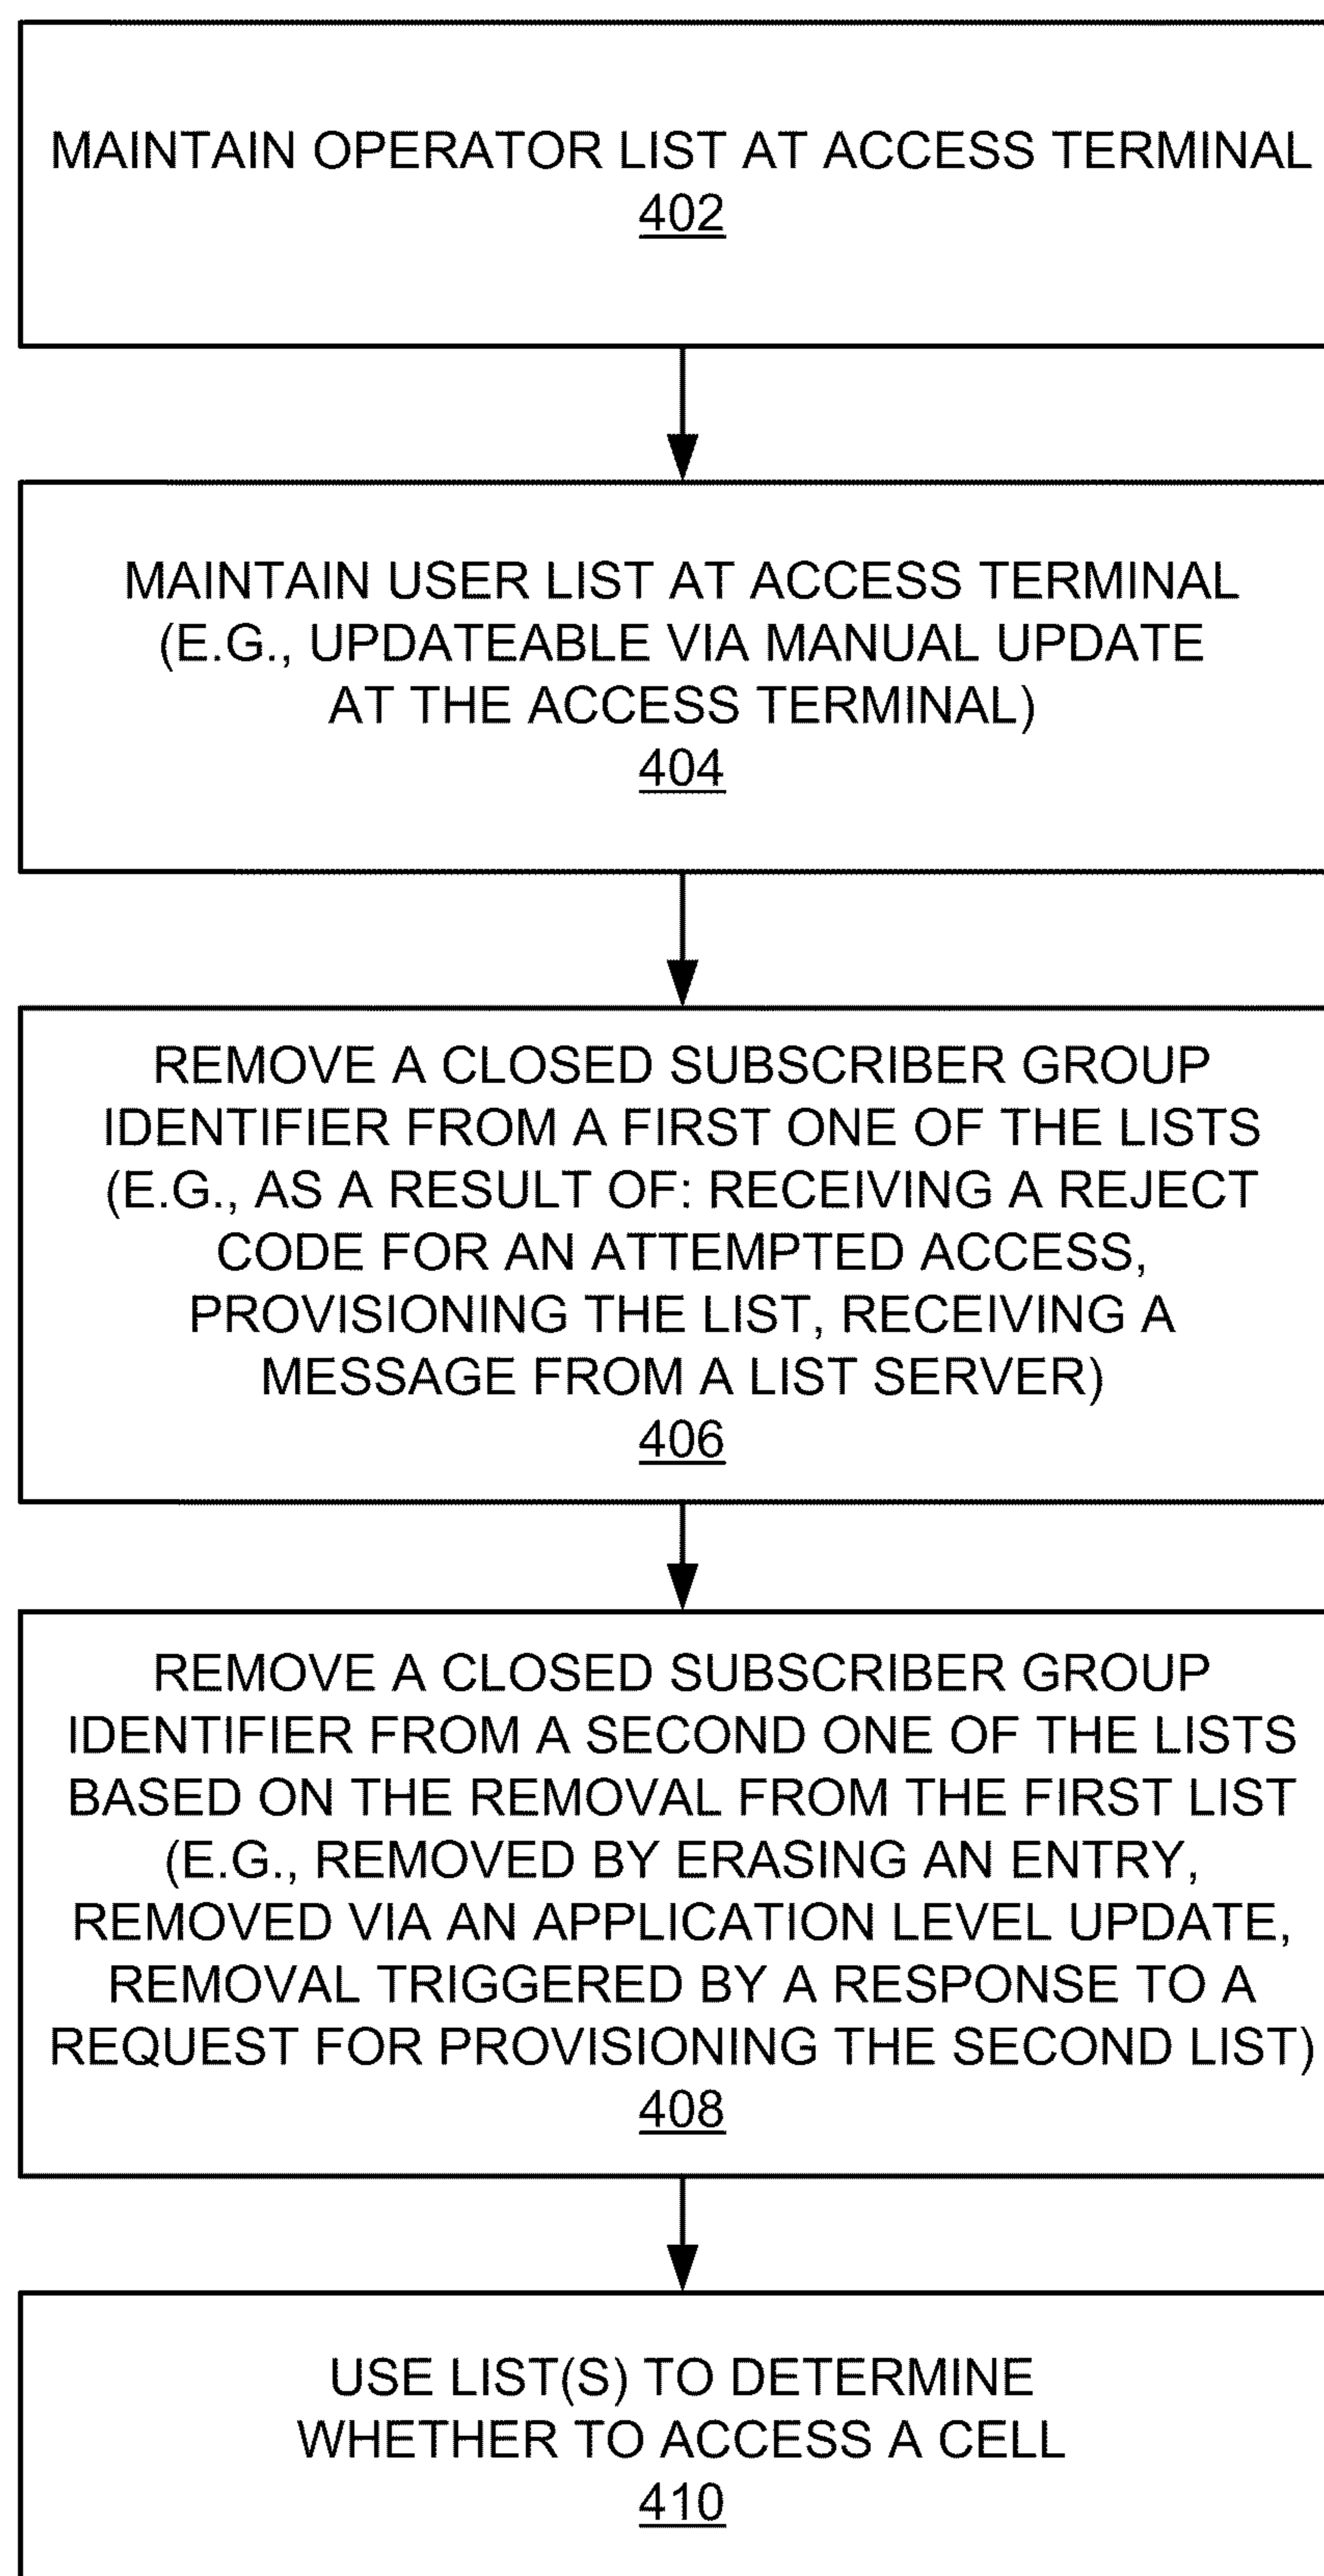 MAINTAIN OPERATOR LIST AT ACCESS TERMINAL
402
MAINTAIN USER LIST AT ACCESS TERMINAL
(E.G., UPDATEABLE VIA MANUAL UPDATE
AT THE ACCESS TERMINAL)
404
REMOVE A CLOSED SUBSCRIBER GROUP
IDENTIFIER FROM A FIRST ONE OF THE LISTS
(E.G., AS A RESULT OF: RECEIVING A REJECT
CODE FOR AN ATTEMPTED ACCESS,
PROVISIONING THE LIST, RECEIVING A
MESSAGE FROM A LIST SERVER)
406
REMOVE A CLOSED SUBSCRIBER GROUP
IDENTIFIER FROM A SECOND ONE OF THE LISTS
BASED ON THE REMOVAL FROM THE FIRST LIST
(E.G., REMOVED BY ERASING AN ENTRY,
REMOVED VIA AN APPLICATION LEVEL UPDATE,
REMOVAL TRIGGERED BY A RESPONSE TO A
REQUEST FOR PROVISIONING THE SECOND LIST)
408
USE LIST(S) TO DETERMINE
WHETHER TO ACCESS A CELL
410